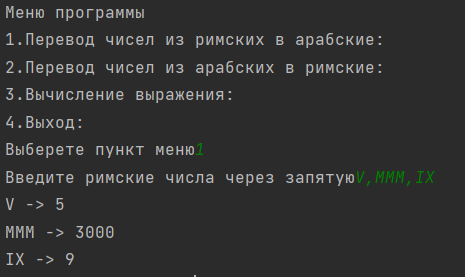 Меню программы
1.Перевод чисел из римских в арабские:
2.Перевод чисел из арабских в римские:
3.Вычисление выражения:
4.Выход:
Выберете пункт меню1
Введите римские числа через запятуюV,MMM,IX
V -> 5
MMM -> 3000
IX -> 9